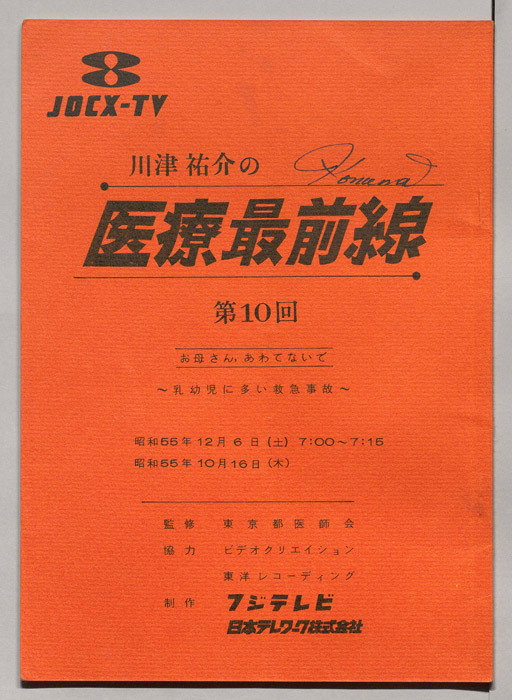 JOCX-TV
川津祐介の
医療最前線
第10回
お母さん,あわてないで
～乳幼児に多い救急事故～
昭和55年12月6日(土)7:00～7:15
昭和55年10月16日(木)
監修 東京都医師会
協力 ビデオクリエイション
東洋レコーディング
制作 フジテレビ
日本テレワーク株式会社